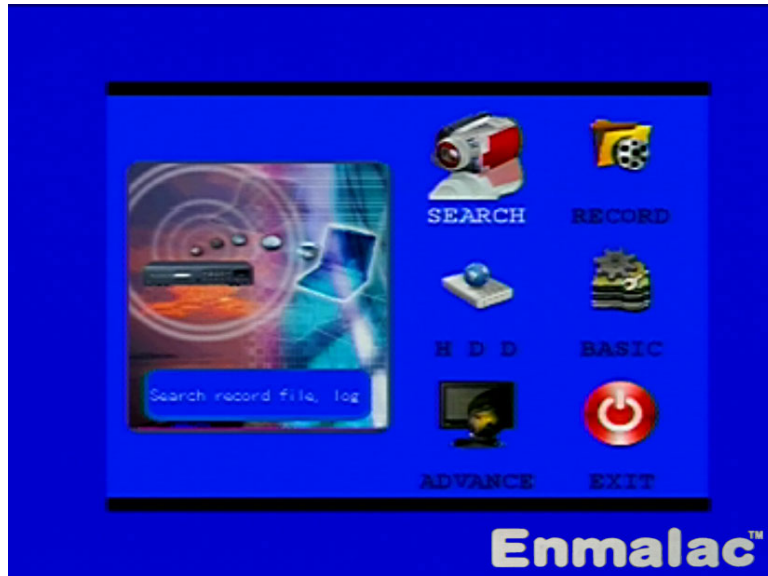 SEARCH RECORD
H D D BASIC
Search record file, log
ADVANCE EXIT
Enmalac™